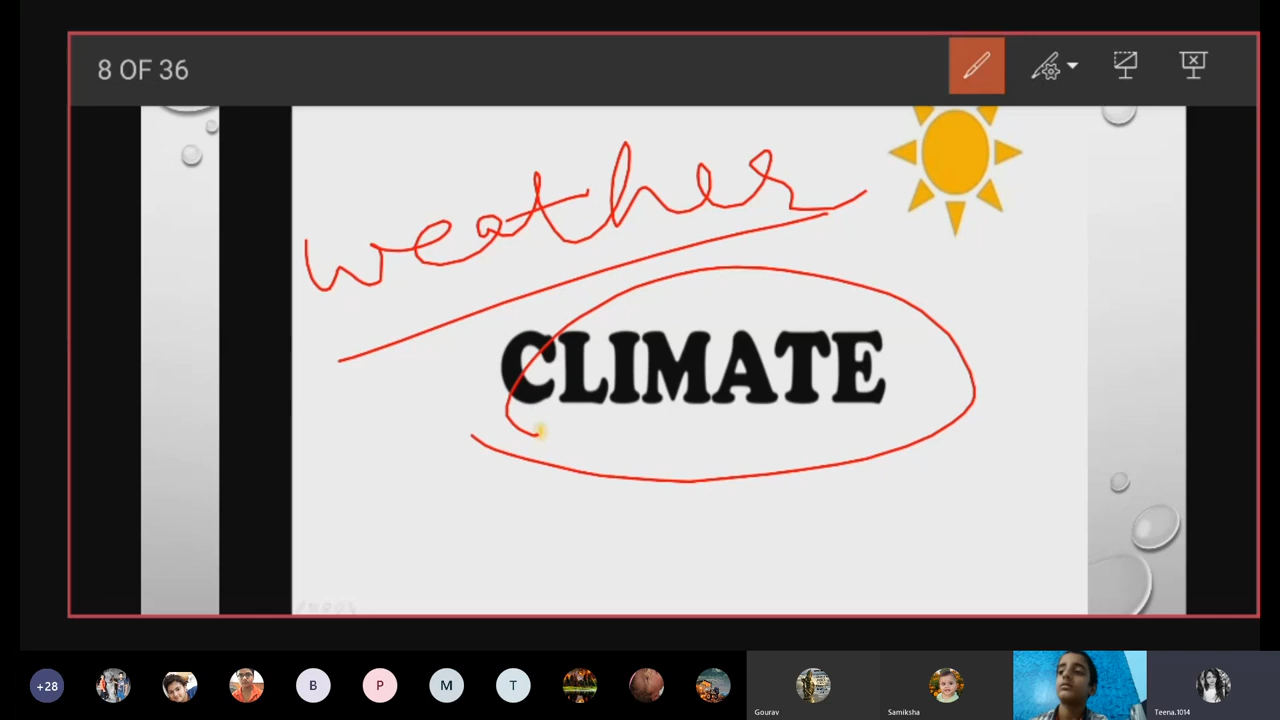 8 OF 36
weather
CLIMATE
+28
B
P
M
T
Gourav
Samiksha
Teena.1014